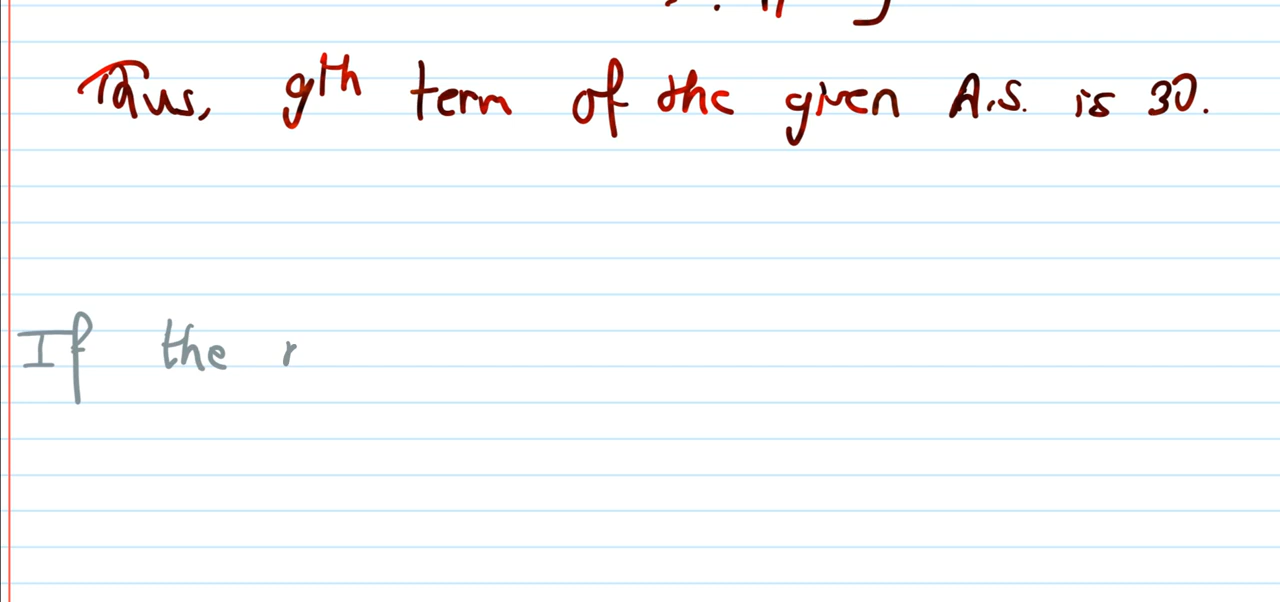 Thus, 9th term of the given A.S. is 30.
If the